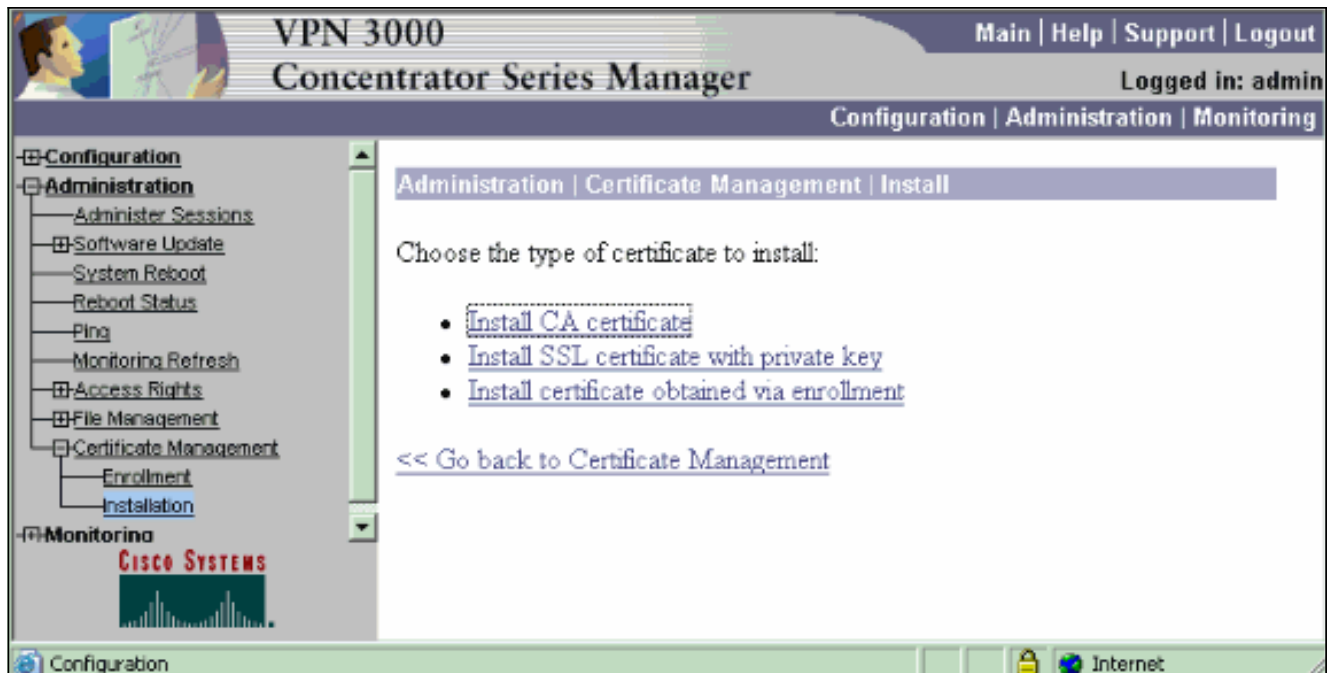 VPN 3000
Concentrator Series Manager
Main | Help | Support | Logout
Logged in: admin
Configuration | Administration | Monitoring
Configuration
Administration
Administer Sessions
Software Update
System Reboot
Reboot Status
Ping
Monitoring Refresh
Access Rights
File Management
Certificate Management
Enrollment
Installation
Monitoring
CISCO SYSTEMS
Administration | Certificate Management | Install
Choose the type of certificate to install:
• Install CA certificate
• Install SSL certificate with private key
• Install certificate obtained via enrollment
<< Go back to Certificate Management
Configuration
Internet